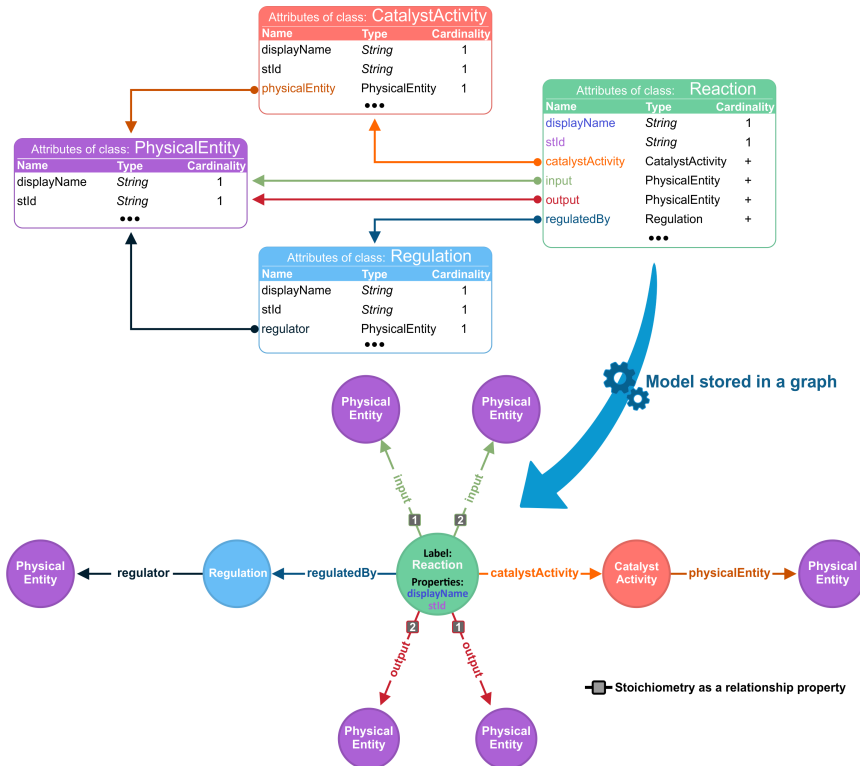 Attributes of class: CatalystActivity
Name Type Cardinality
displayName String 1
stId String 1
physicalEntity PhysicalEntity 1
•••
Attributes of class: Reaction
Name Type Cardinality
displayName String 1
stId String 1
catalystActivity CatalystActivity +
input PhysicalEntity +
output PhysicalEntity +
regulatedBy Regulation +
•••
Attributes of class: PhysicalEntity
Name Type Cardinality
displayName String 1
stId String 1
•••
Attributes of class: Regulation
Name Type Cardinality
displayName String 1
stId String 1
regulator PhysicalEntity 1
•••
Model stored in a graph
Physical
Entity
Physical
Entity
input
input
1
2
Physical
Entity
regulator
Regulation
regulatedBy
Label:
Reaction
Properties:
displayName
stId
catalystActivity
Catalyst
Activity
physicalEntity
Physical
Entity
2
1
output
output
Physical
Entity
Physical
Entity
Stoichiometry as a relationship property